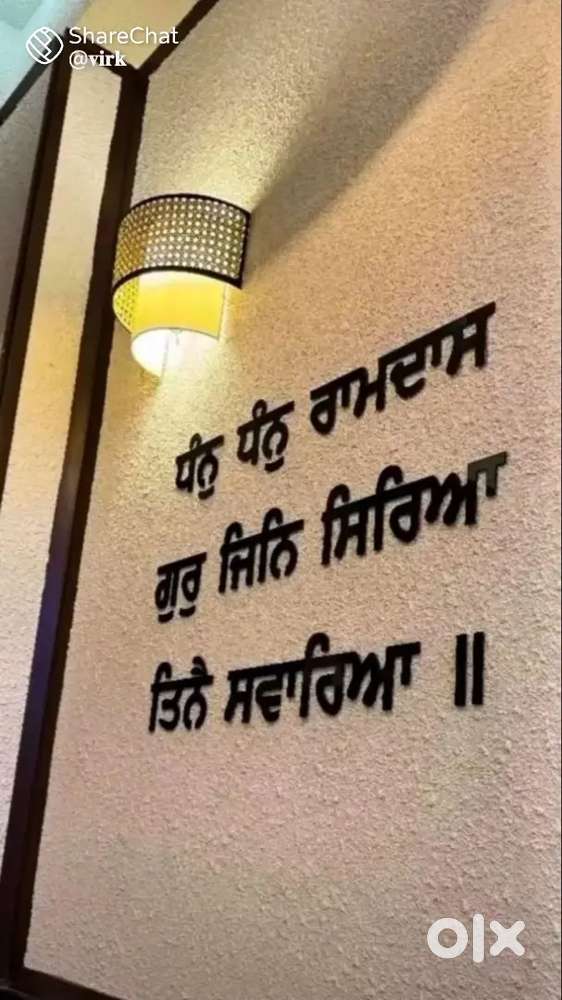 ShareChat
@virk
ਧੰਨੁ ਧੰਨੁ ਰਾਮਦਾਸ
ਗੁਰੁ ਜਿਨਿ ਸਿਰਿਆ
ਤਿਨੈ ਸਵਾਰਿਆ ॥
olx